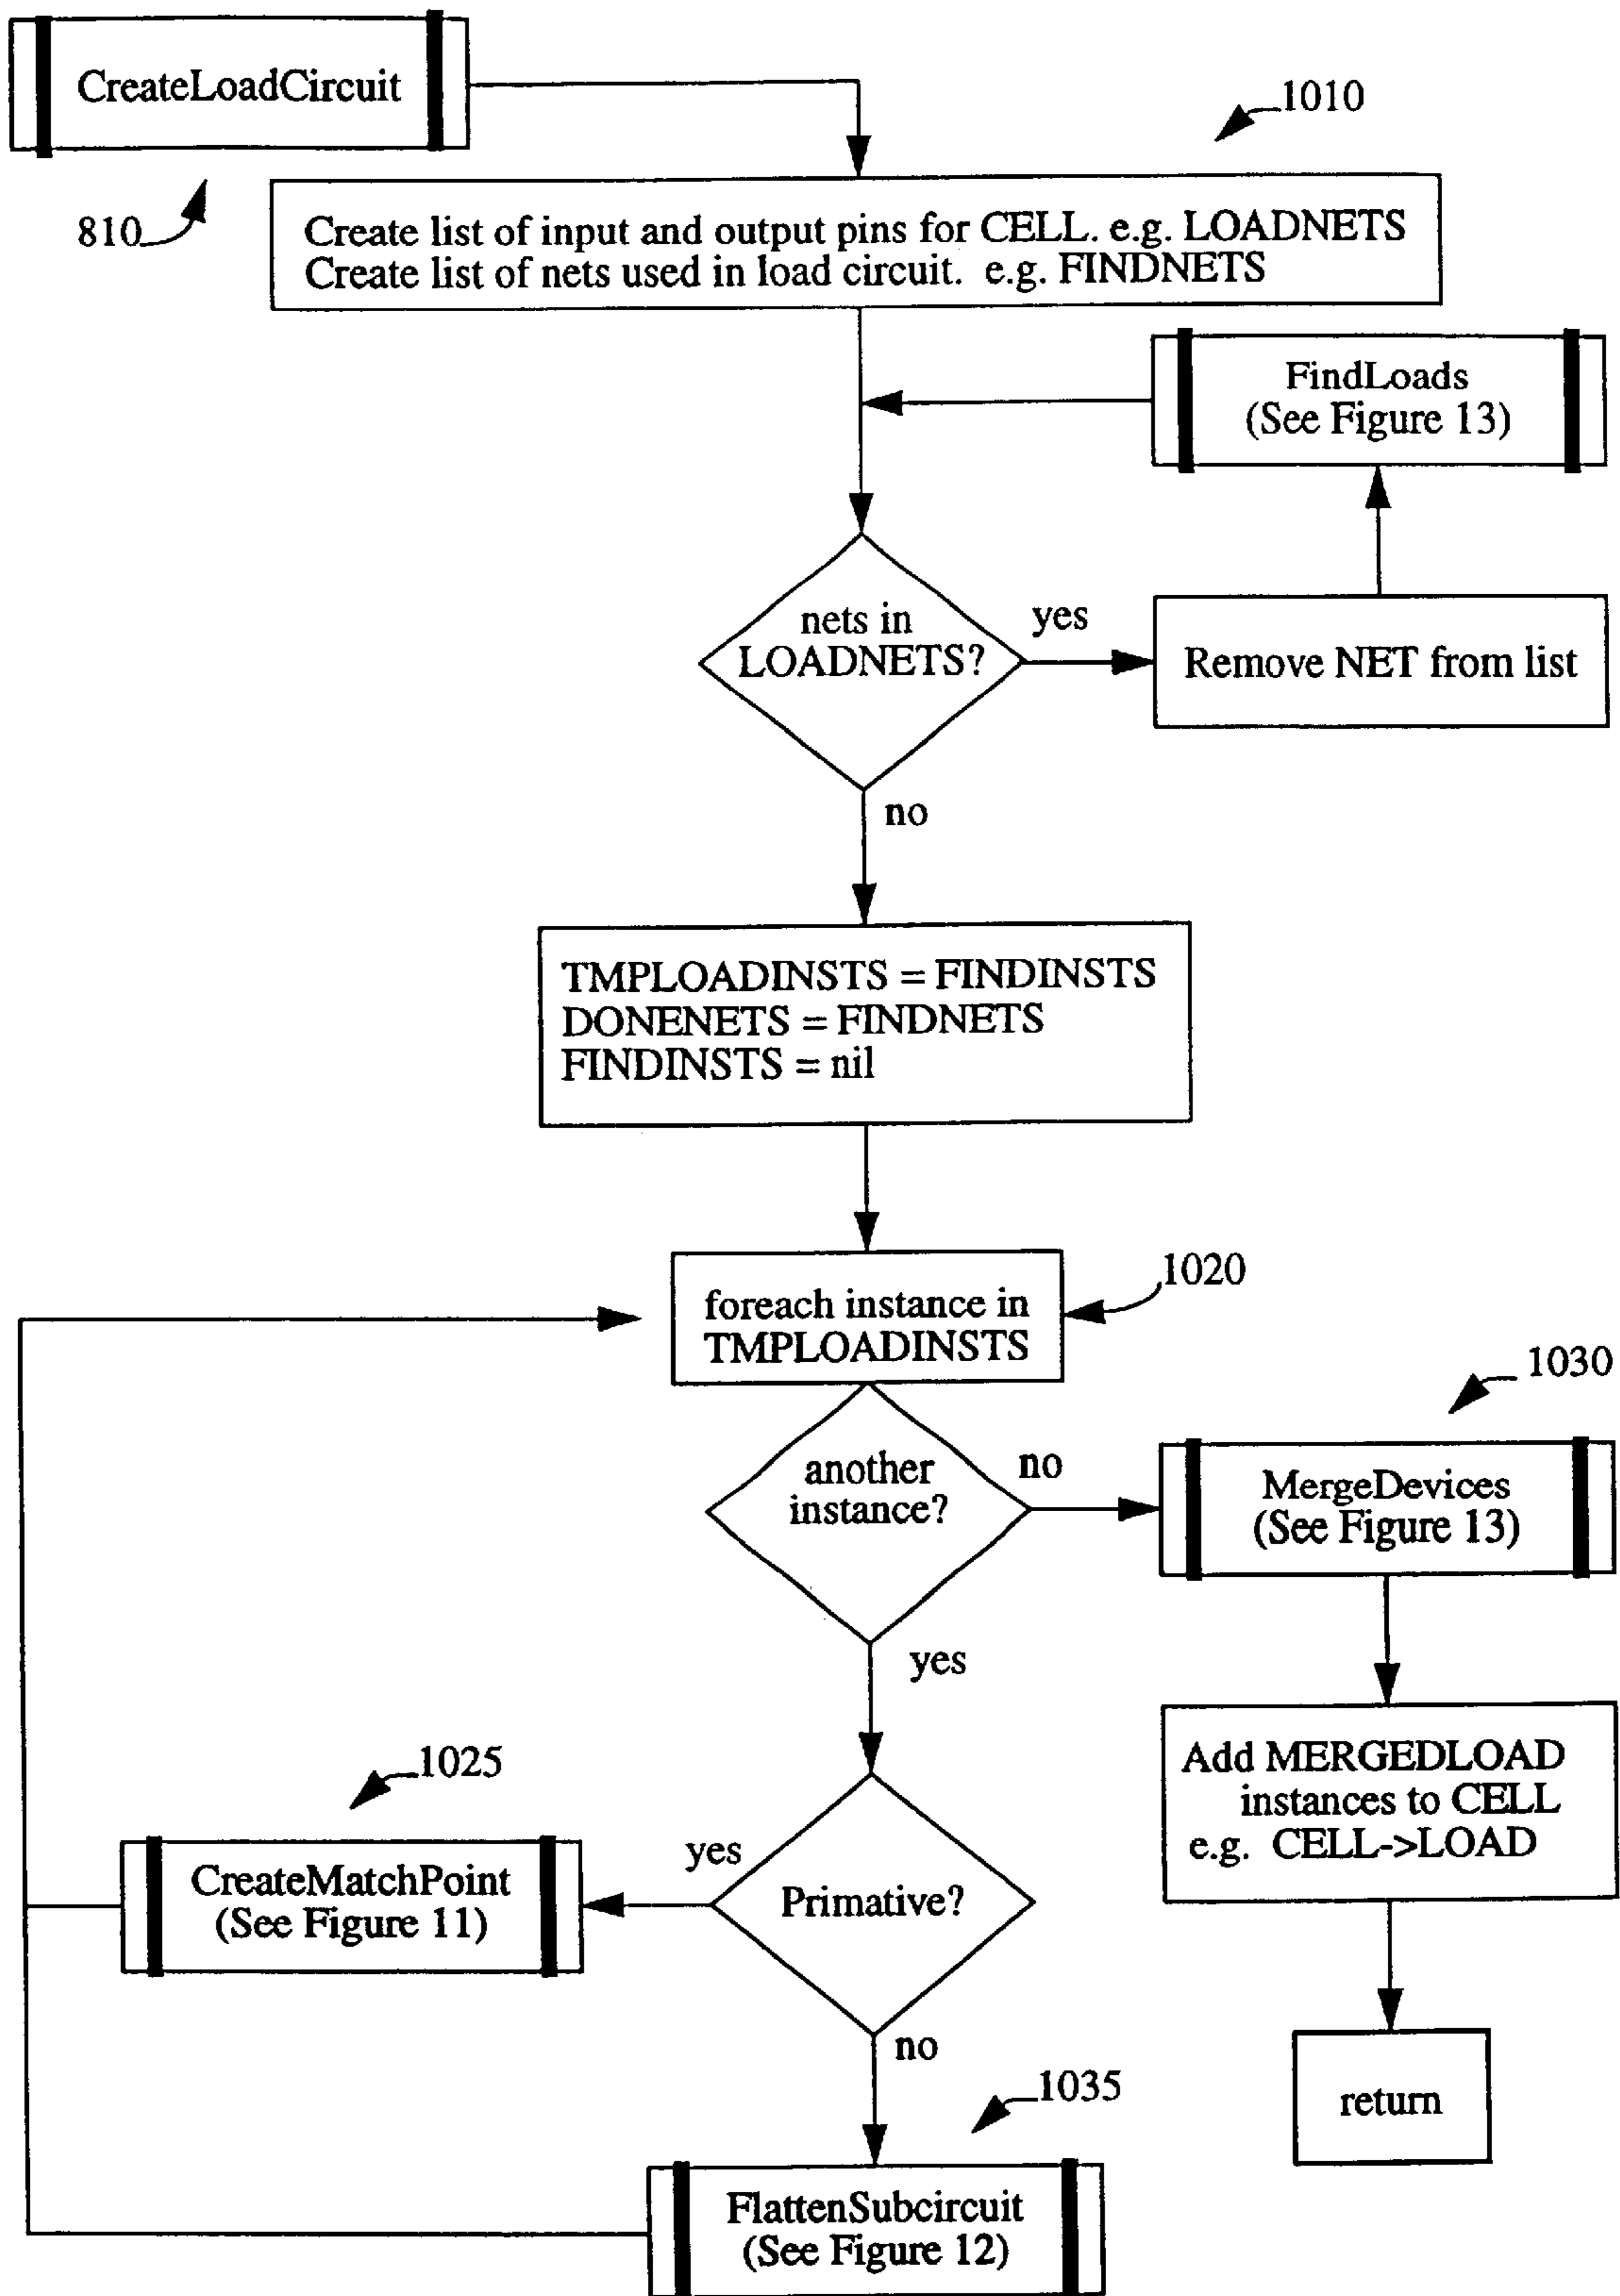 CreateLoadCircuit
1010
810
Create list of input and output pins for CELL. e.g. LOADNETS
Create list of nets used in load circuit. e.g. FINDNETS
FindLoads
(See Figure 13)
nets in
LOADNETS?
yes
Remove NET from list
no
TMPLOADINSTS = FINDINSTS
DONENETS = FINDNETS
FINDINSTS = nil
foreach instance in
TMPLOADINSTS
1020
1030
another
instance?
no
MergeDevices
(See Figure 13)
yes
Add MERGEDLOAD
instances to CELL
e.g. CELL->LOAD
1025
CreateMatchPoint
(See Figure 11)
yes
Primative?
no
return
1035
FlattenSubcircuit
(See Figure 12)